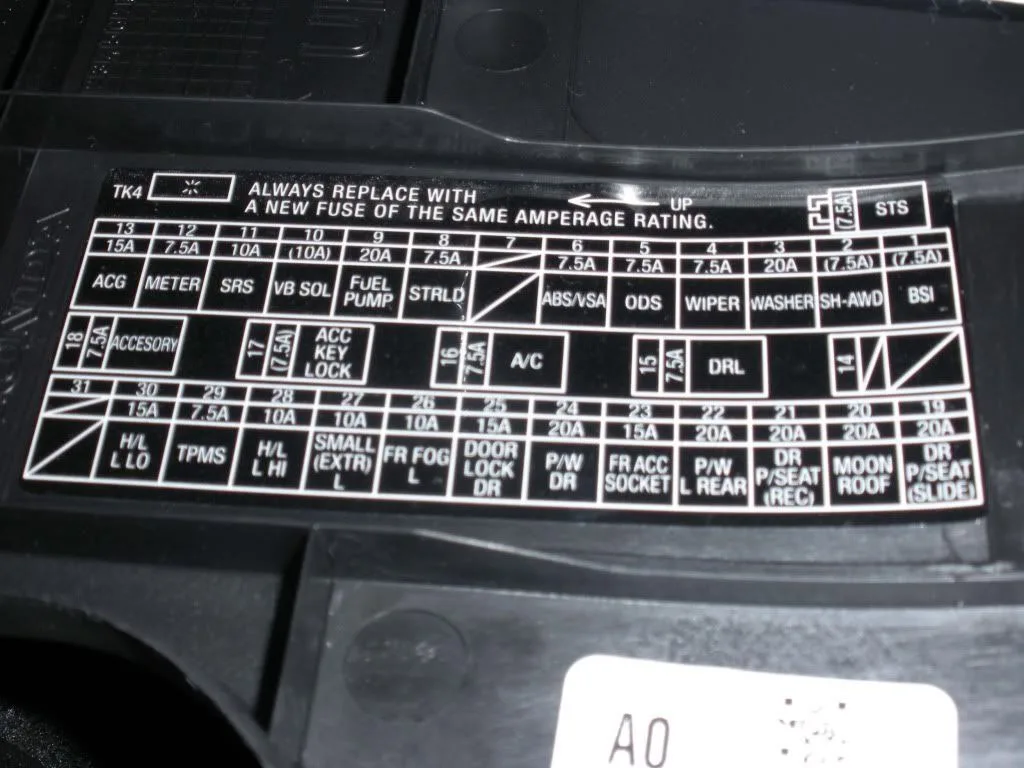 TK4
ALWAYS REPLACE WITH
A NEW FUSE OF THE SAME AMPERAGE RATING.
UP
(7.5A) STS
13 12 11 10 9 8 7 6 5 4 3 2 1
15A 7.5A 10A (10A) 20A 7.5A 7.5A 7.5A 7.5A 20A (7.5A) (7.5A)
ACG METER SRS VB SOL FUEL PUMP STRLD ABS/VSA ODS WIPER WASHER SH-AWD BSI
18 7.5A ACCESORY 17 (7.5A) ACC KEY LOCK 16 7.5A A/C 15 7.5A DRL 14
31 30 29 28 27 26 25 24 23 22 21 20 19
15A 7.5A 10A 10A 10A 15A 20A 15A 20A 20A 20A 20A
H/L L LO TPMS H/L L HI SMALL (EXTR) L FR FOG L DOOR LOCK DR P/W DR FR ACC SOCKET P/W L REAR DR P/SEAT (REC) MOON ROOF DR P/SEAT (SLIDE)
A0